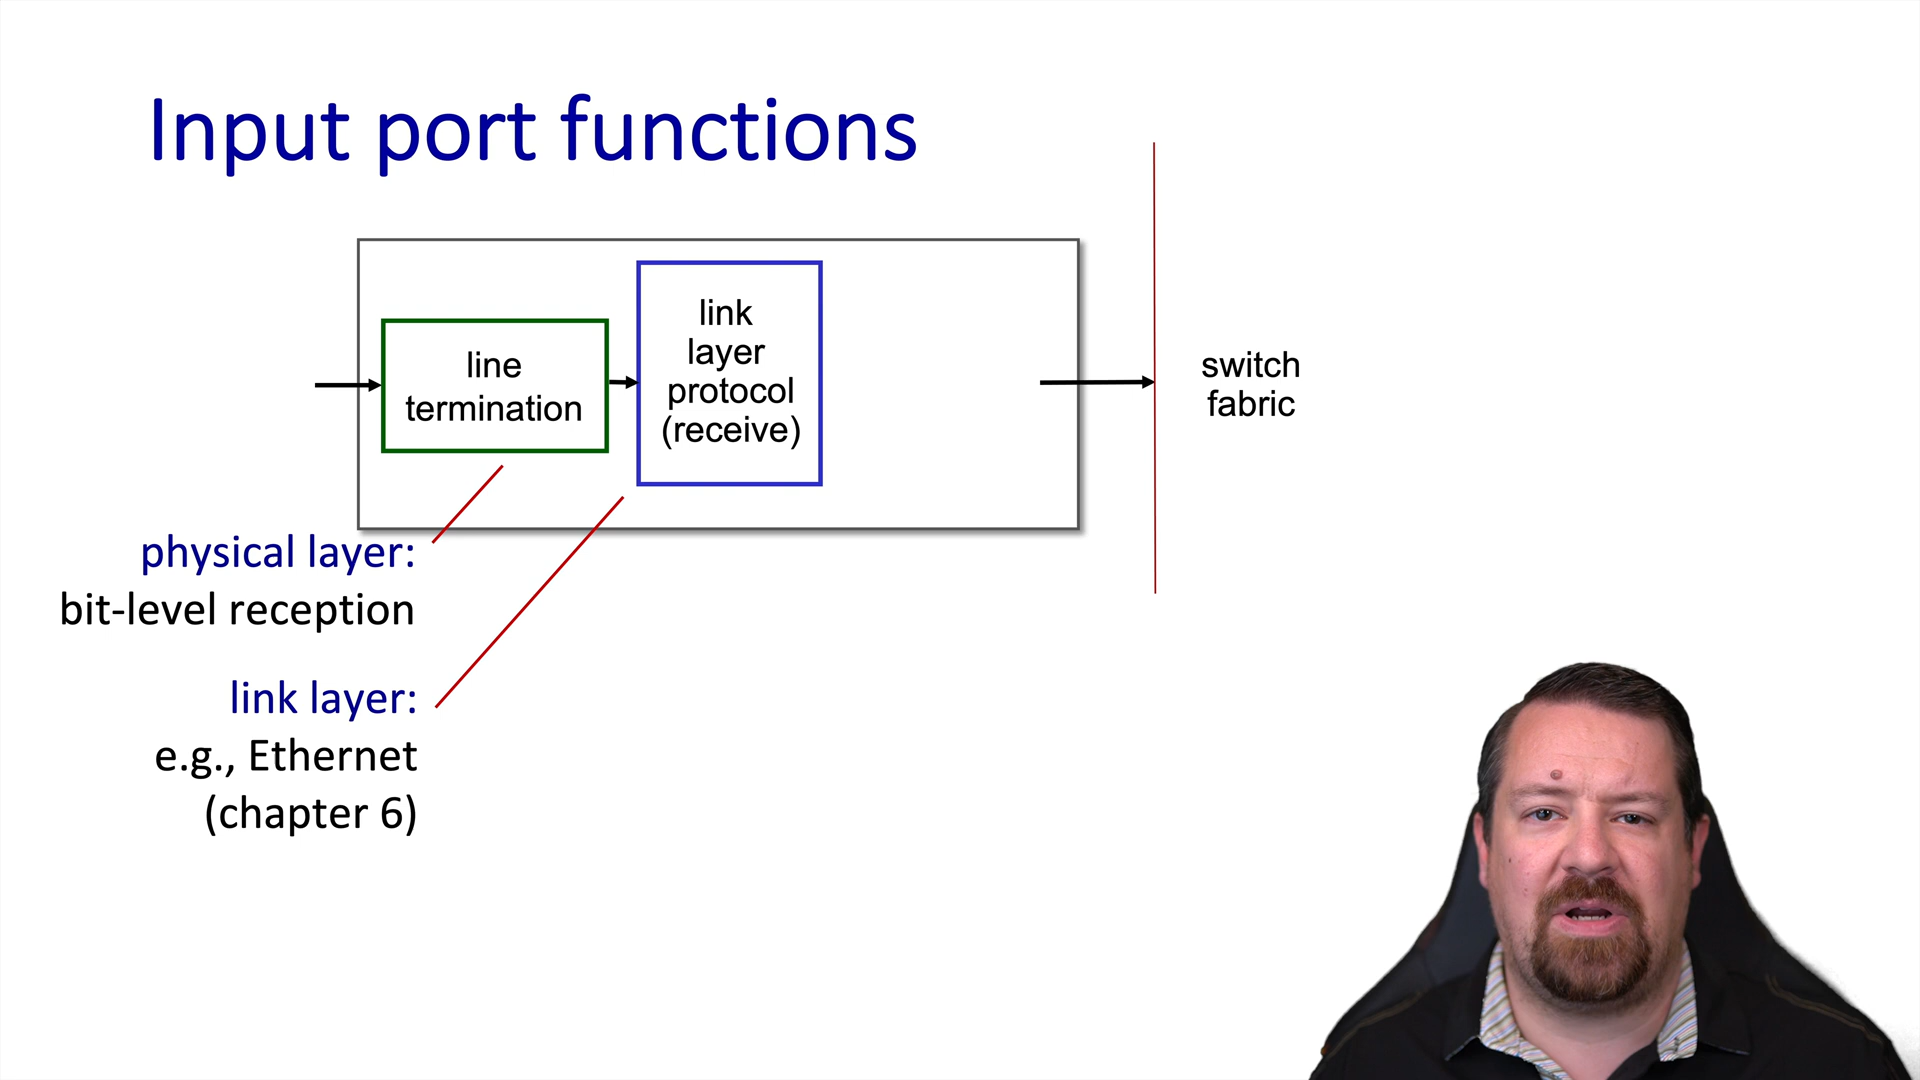 Input port functions
line
termination
link
layer
protocol
(receive)
switch
fabric
physical layer:
bit-level reception
link layer:
e.g., Ethernet
(chapter 6)